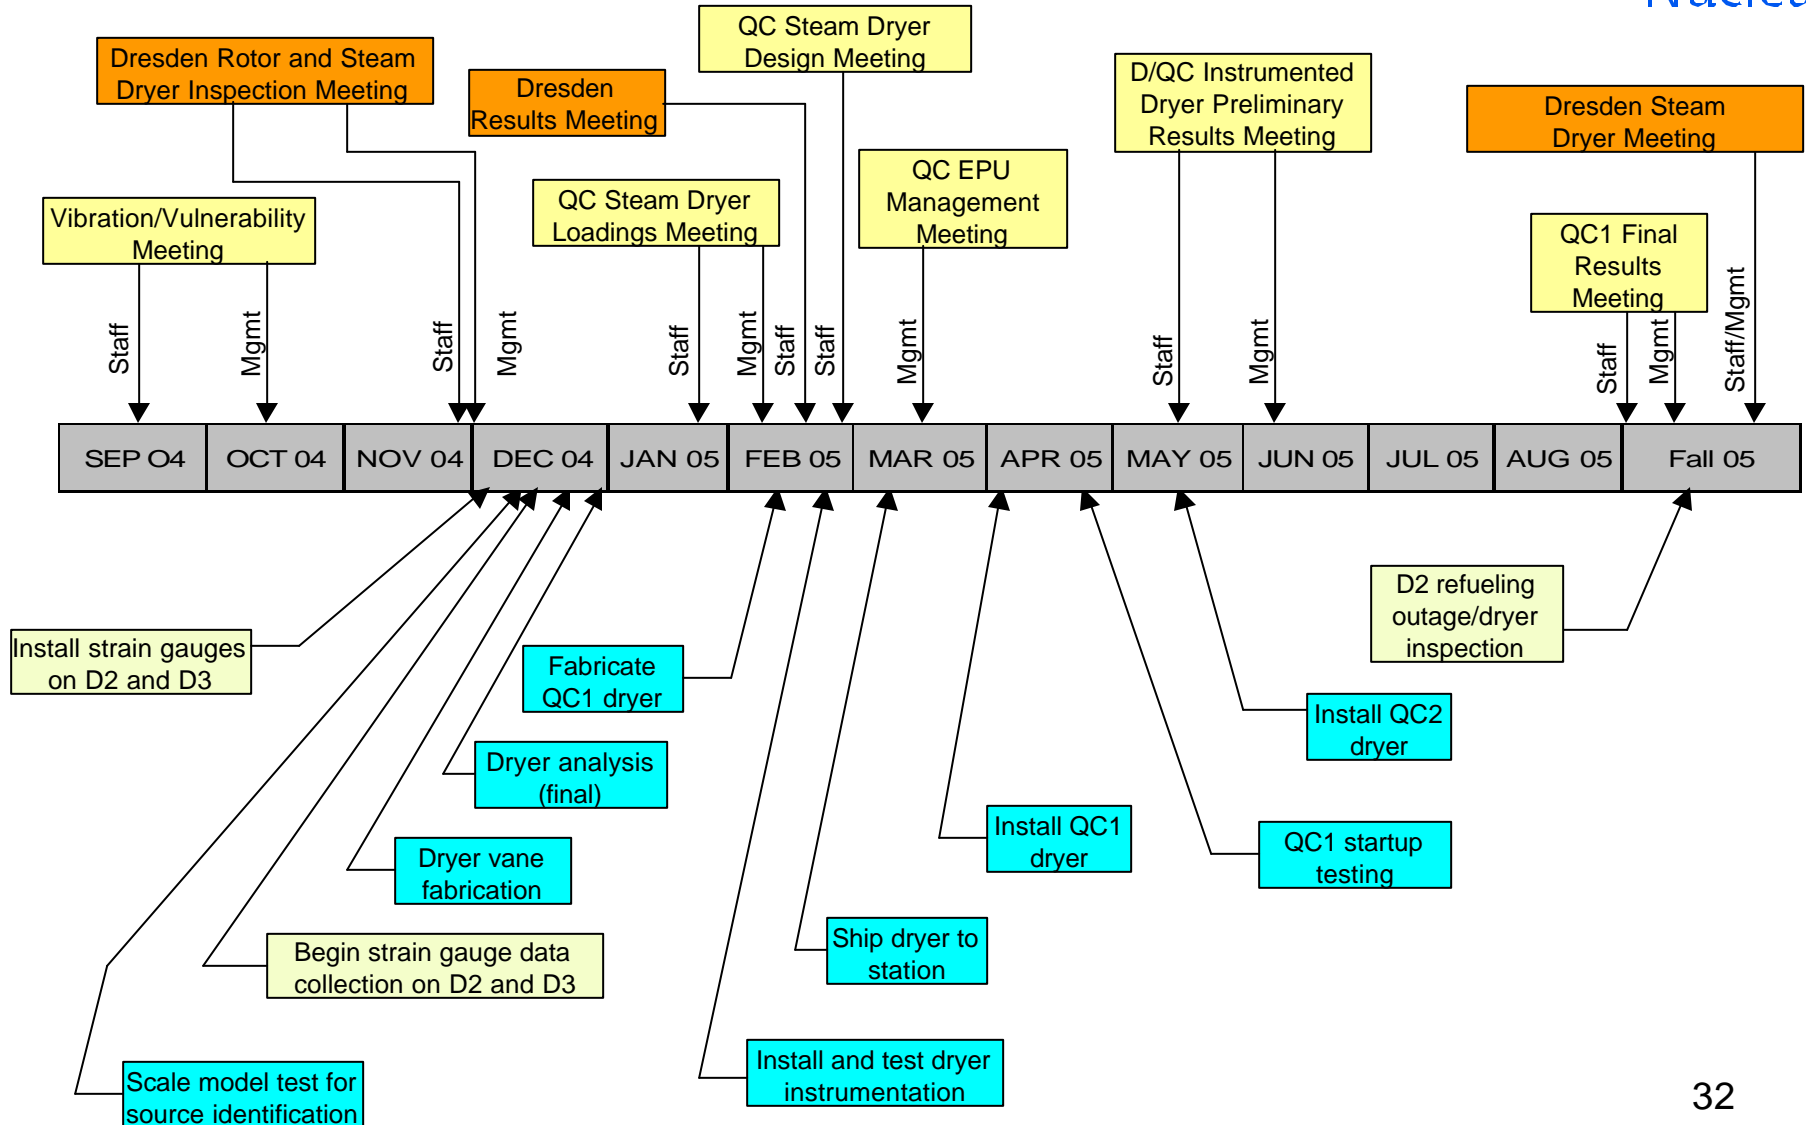 QC Steam Dryer
Design Meeting
Dresden Rotor and Steam
Dryer Inspection Meeting
Dresden
Results Meeting
D/QC Instrumented
Dryer Preliminary
Results Meeting
Dresden Steam
Dryer Meeting
Vibration/Vulnerability
Meeting
QC Steam Dryer
Loadings Meeting
QC EPU
Management
Meeting
QC1 Final
Results
Meeting
Staff
Mgmt
Staff
Mgmt
Staff
Mgmt
Staff
Staff
Mgmt
Staff
Mgmt
Staff
Mgmt
Staff/Mgmt
SEP O4
OCT 04
NOV 04
DEC 04
JAN 05
FEB 05
MAR 05
APR 05
MAY 05
JUN 05
JUL 05
AUG 05
Fall 05
Install strain gauges
on D2 and D3
Fabricate
QC1 dryer
D2 refueling
outage/dryer
inspection
Install QC2
dryer
Dryer analysis
(final)
Install QC1
dryer
QC1 startup
testing
Dryer vane
fabrication
Begin strain gauge data
collection on D2 and D3
Ship dryer to
station
Install and test dryer
instrumentation
Scale model test for
source identification
32